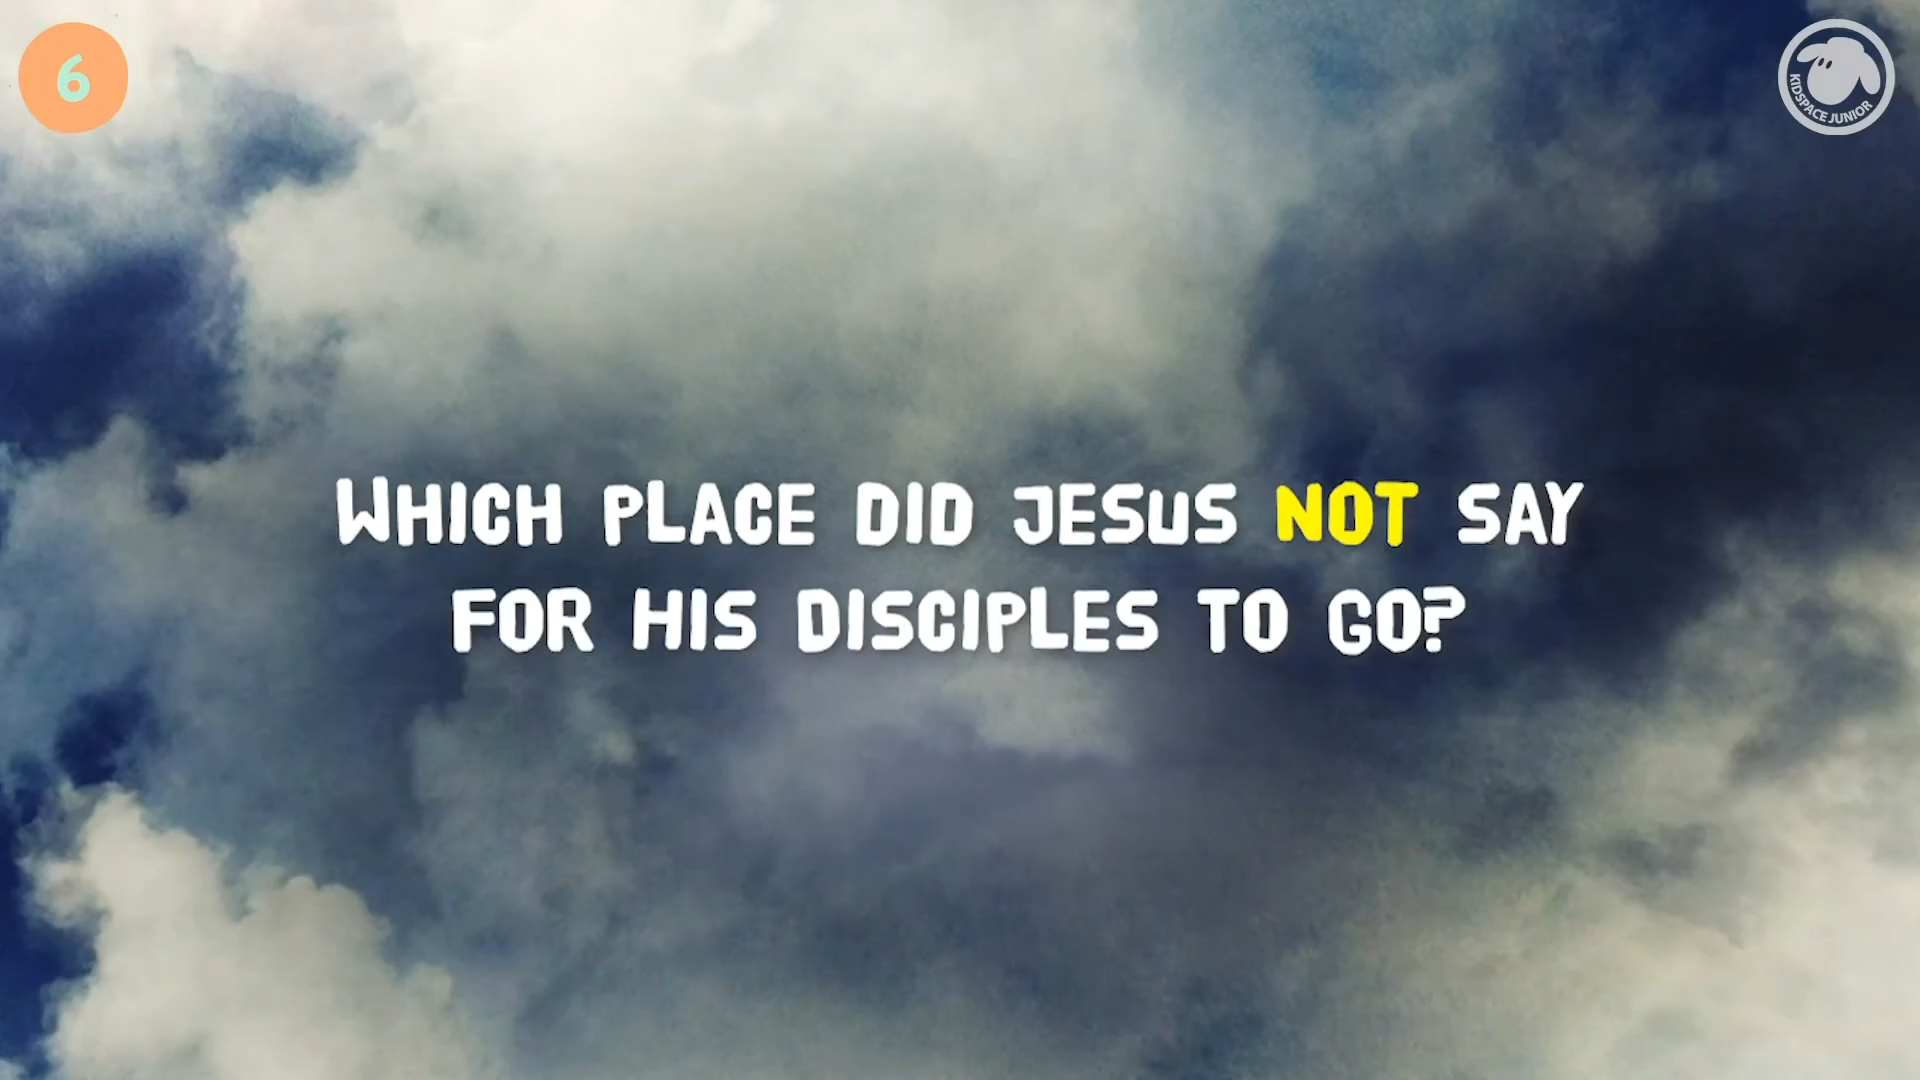 6
KIDSPACE JUNIOR
WHICH PLACE DID JESUS NOT SAY
FOR HIS DISCIPLES TO GO?